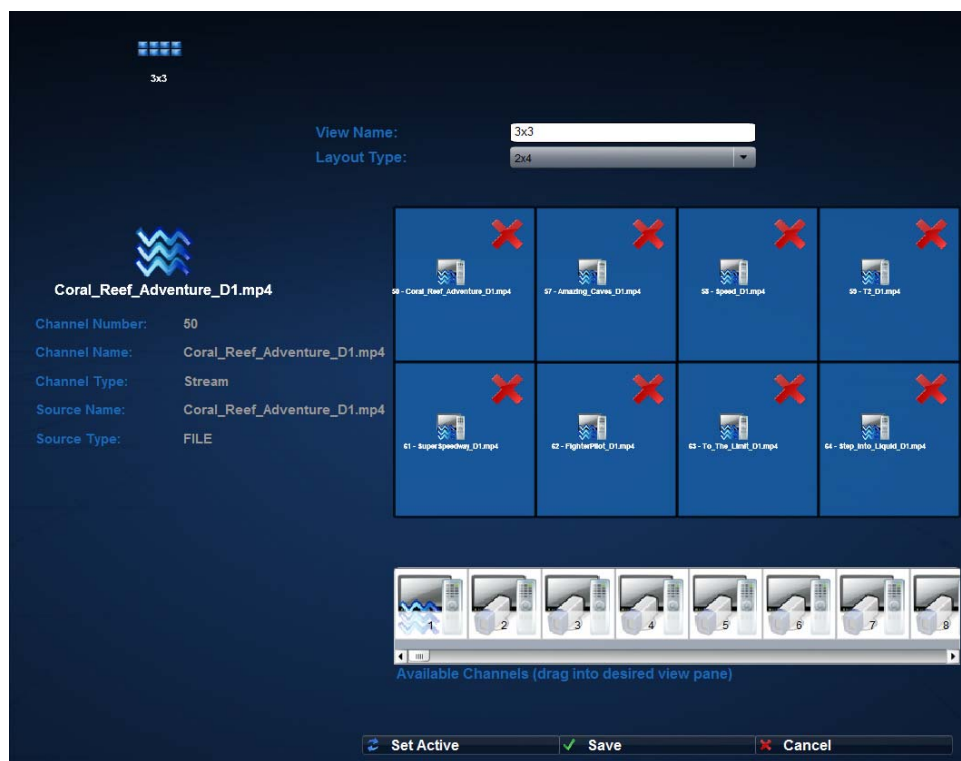 3x3
View Name: 3x3
Layout Type: 2x4
Coral_Reef_Adventure_D1.mp4
Channel Number: 50
Channel Name: Coral_Reef_Adventure_D1.mp4
Channel Type: Stream
Source Name: Coral_Reef_Adventure_D1.mp4
Source Type: FILE
50 - Coral_Reef_Adventure_D1.mp4 57 - Amazing_Caves_D1.mp4 58 - Speed_D1.mp4 59 - T2_D1.mp4
61 - SuperSpeedway_D1.mp4 62 - FighterPilot_D1.mp4 63 - To_The_Limit_D1.mp4 64 - Step_Into_Liquid_D1.mp4
1 2 3 4 5 6 7 8
Available Channels (drag into desired view pane)
Set Active Save Cancel